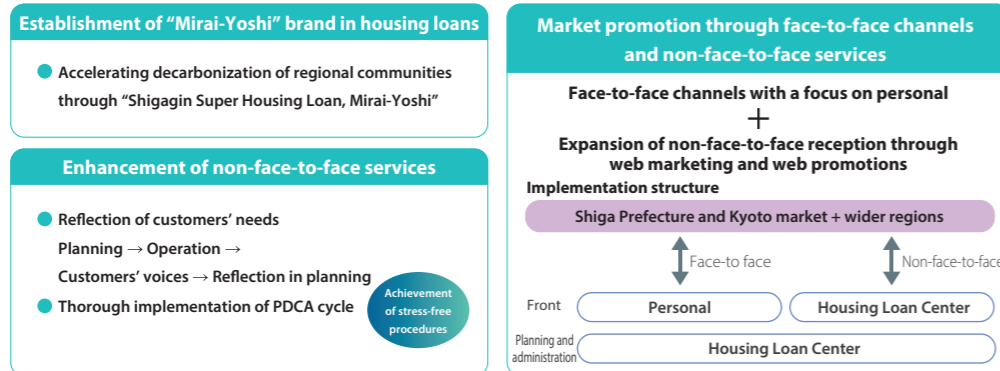 Establishment of “Mirai-Yoshi” brand in housing loans
Accelerating decarbonization of regional communities
through “Shigagin Super Housing Loan, Mirai-Yoshi”
Enhancement of non-face-to-face services
Reflection of customers’ needs
Planning → Operation →
Customers’ voices → Reflection in planning
Thorough implementation of PDCA cycle
Achievement
of stress-free
procedures
Market promotion through face-to-face channels
and non-face-to-face services
Face-to-face channels with a focus on personal
+
Expansion of non-face-to-face reception through
web marketing and web promotions
Implementation structure
Shiga Prefecture and Kyoto market + wider regions
Face-to face
Non-face-to-face
Front
Personal
Housing Loan Center
Planning and
administration
Housing Loan Center